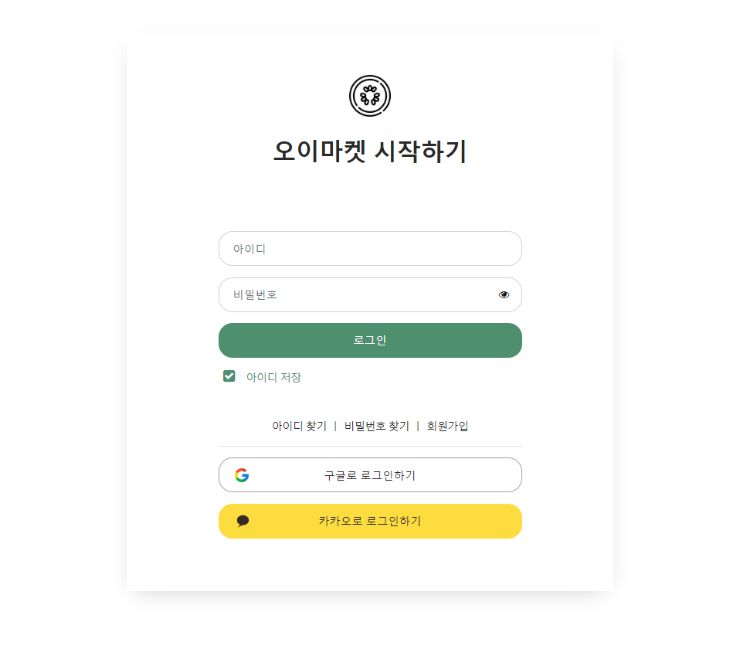 오이마켓 시작하기
아이디
비밀번호
로그인
아이디 저장
아이디 찾기 | 비밀번호 찾기 | 회원가입
구글로 로그인하기
카카오로 로그인하기